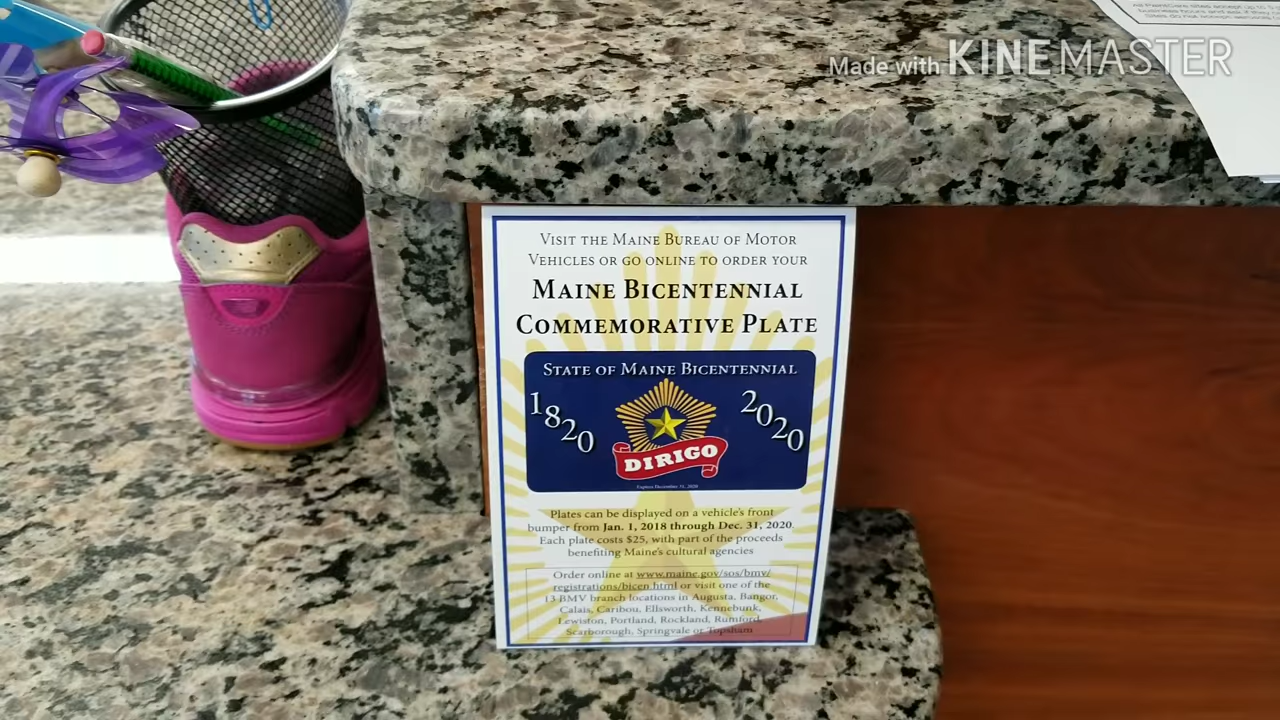 Made with KINEMASTER
VISIT THE MAINE BUREAU OF MOTOR
VEHICLES OR GO ONLINE TO ORDER YOUR
MAINE BICENTENNIAL
COMMEMORATIVE PLATE
STATE OF MAINE BICENTENNIAL
1820
2020
DIRIGO
Expires December 31, 2020
Plates can be displayed on a vehicle's front
bumper from Jan. 1, 2018 through Dec. 31, 2020.
Each plate costs $25, with part of the proceeds
benefiting Maine's cultural agencies
Order online at www.maine.gov/sos/bmv/
registrations/bicen.html or visit one of the
13 BMV branch locations in Augusta, Bangor,
Calais, Caribou, Ellsworth, Kennebunk,
Lewiston, Portland, Rockland, Rumford,
Scarborough, Springvale or Topsham